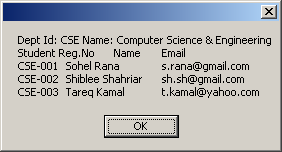 Dept Id: CSE Name: Computer Science & Engineering
Student Reg.No Name Email
CSE-001 Sohel Rana s.rana@gmail.com
CSE-002 Shiblee Shahriar sh.sh@gmail.com
CSE-003 Tareq Kamal t.kamal@yahoo.com
OK